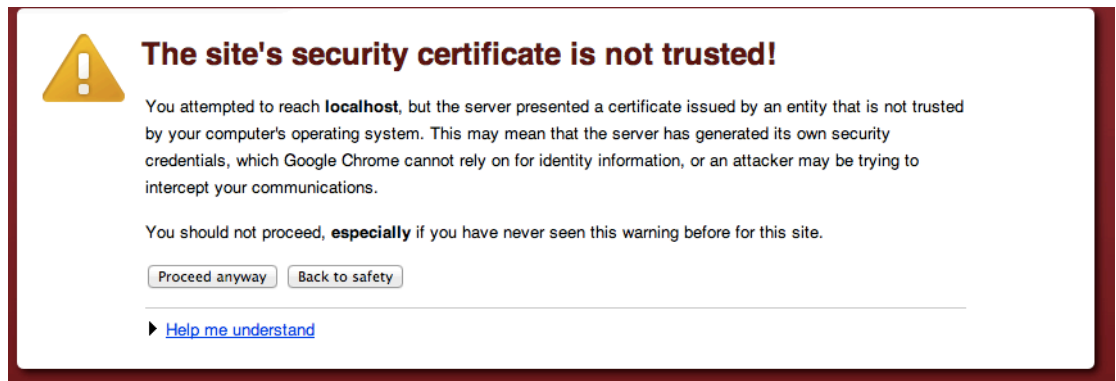 The site's security certificate is not trusted!
You attempted to reach localhost, but the server presented a certificate issued by an entity that is not trusted
by your computer's operating system. This may mean that the server has generated its own security
credentials, which Google Chrome cannot rely on for identity information, or an attacker may be trying to
intercept your communications.
You should not proceed, especially if you have never seen this warning before for this site.
Proceed anyway Back to safety
Help me understand